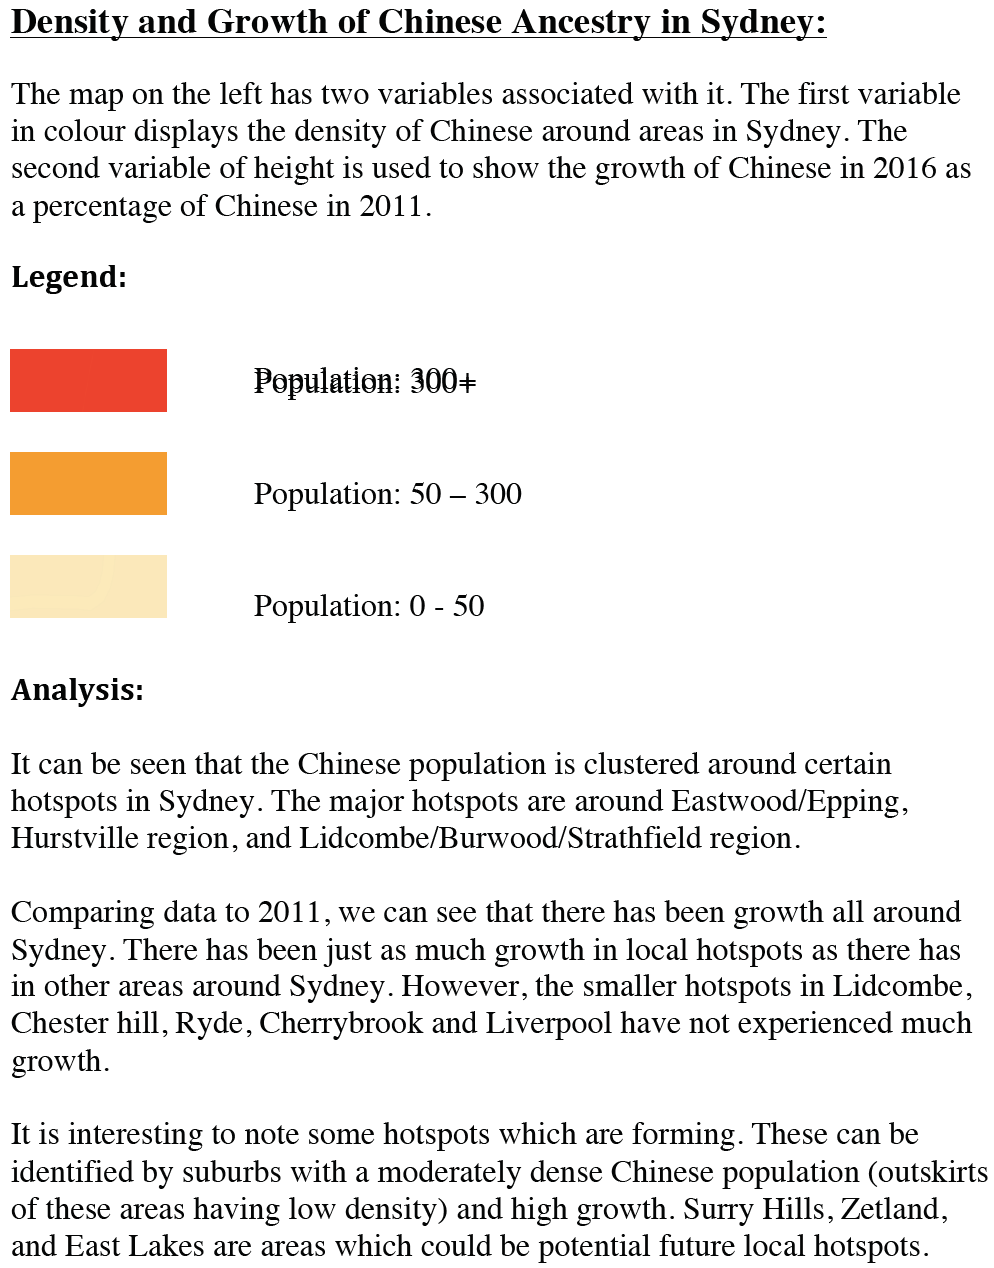 Density and Growth of Chinese Ancestry in Sydney:
The map on the left has two variables associated with it. The first variable
in colour displays the density of Chinese around areas in Sydney. The
second variable of height is used to show the growth of Chinese in 2016 as
a percentage of Chinese in 2011.
Legend:
Population: 300+
Population: 300+
Population: 50 – 300
Population: 0 - 50
Analysis:
It can be seen that the Chinese population is clustered around certain
hotspots in Sydney. The major hotspots are around Eastwood/Epping,
Hurstville region, and Lidcombe/Burwood/Strathfield region.
Comparing data to 2011, we can see that there has been growth all around
Sydney. There has been just as much growth in local hotspots as there has
in other areas around Sydney. However, the smaller hotspots in Lidcombe,
Chester hill, Ryde, Cherrybrook and Liverpool have not experienced much
growth.
It is interesting to note some hotspots which are forming. These can be
identified by suburbs with a moderately dense Chinese population (outskirts
of these areas having low density) and high growth. Surry Hills, Zetland,
and East Lakes are areas which could be potential future local hotspots.